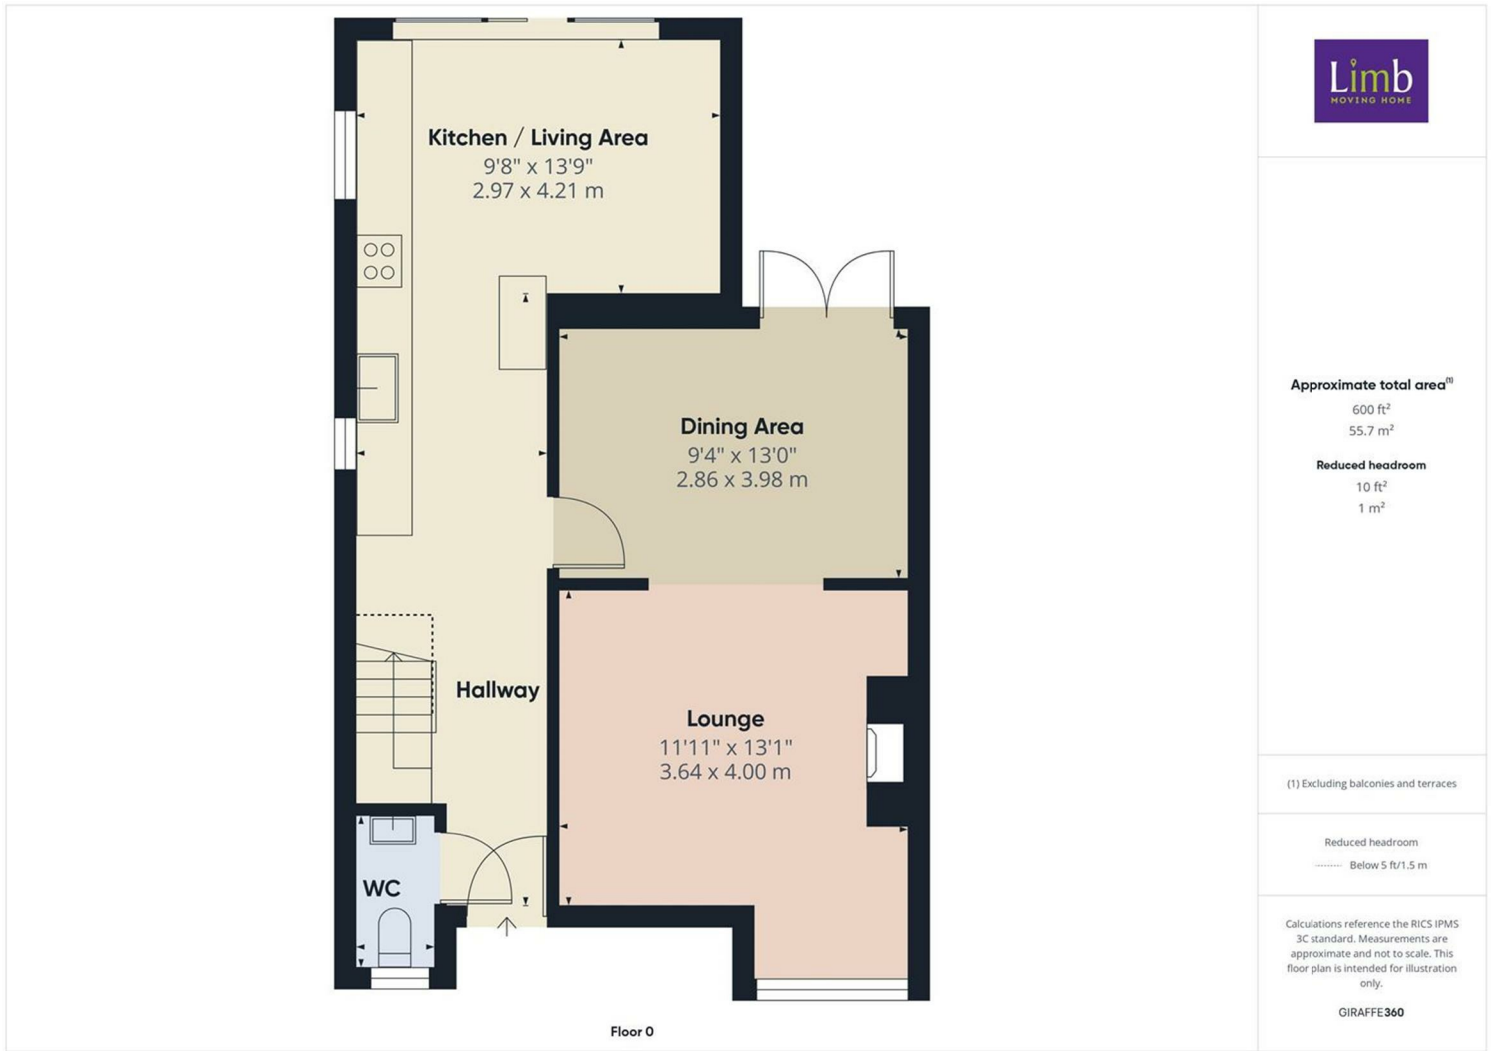 Kitchen / Living Area
9'8" x 13'9"
2.97 x 4.21 m
Dining Area
9'4" x 13'0"
2.86 x 3.98 m
Hallway
Lounge
11'11" x 13'1"
3.64 x 4.00 m
WC
Floor 0
Limb
MOVING HOME
Approximate total area(1)
600 ft²
55.7 m²
Reduced headroom
10 ft²
1 m²
(1) Excluding balconies and terraces
Reduced headroom
Below 5 ft/1.5 m
Calculations reference the RICS IPMS
3C standard. Measurements are
approximate and not to scale. This
floor plan is intended for illustration
only.
GIRAFFE360